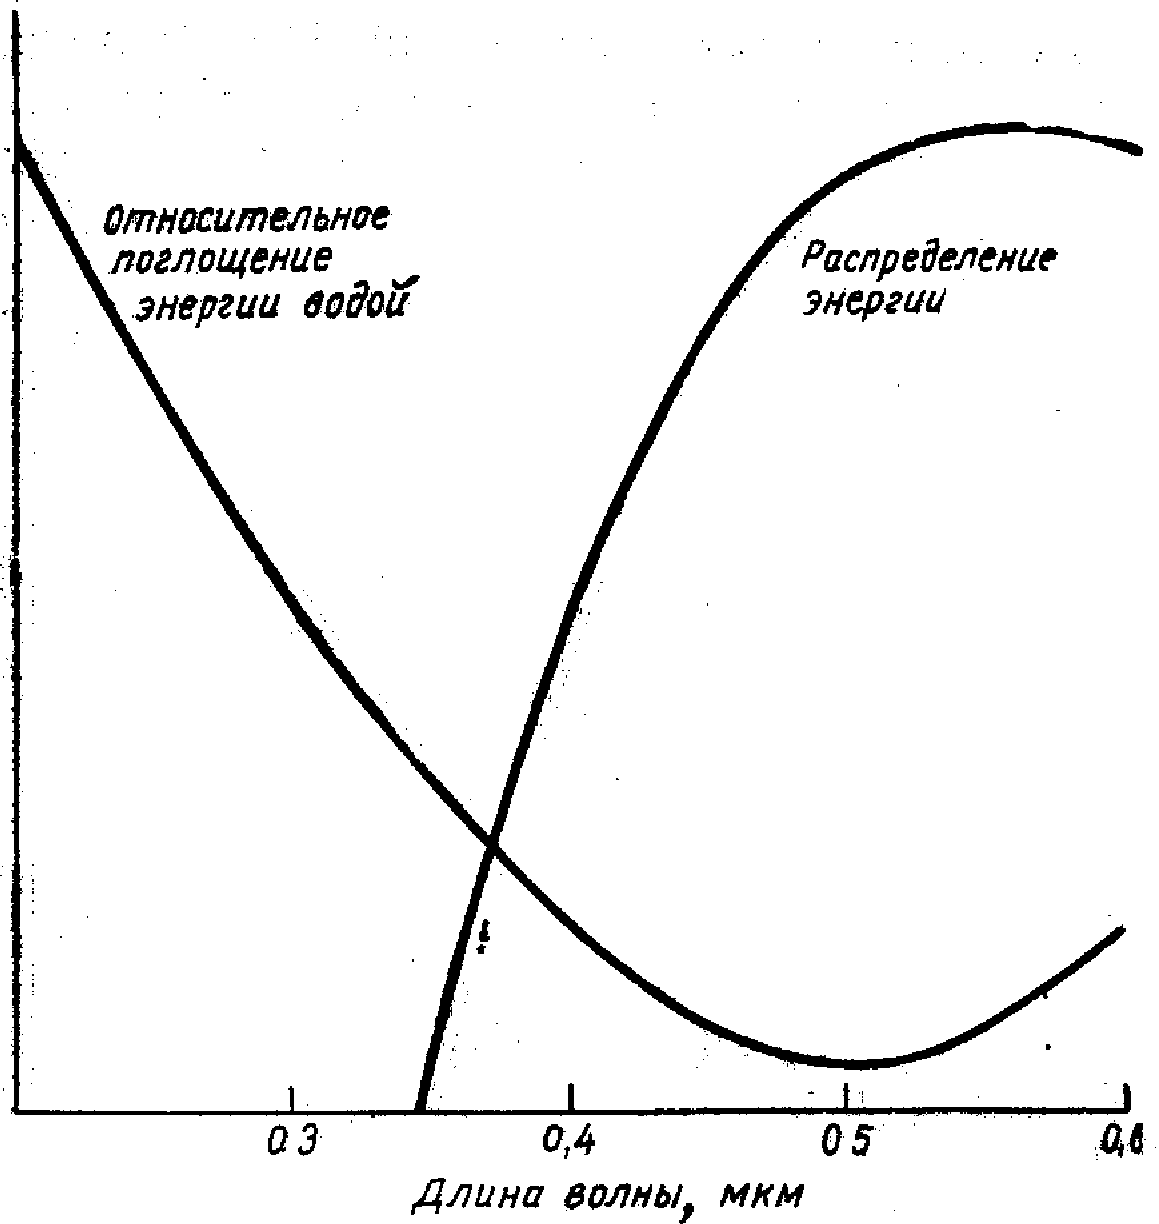 Относительное
поглощение
энергии водой
Распределение
энергии
0 3
0,4
0 5
0,6
Длина волны, мкм